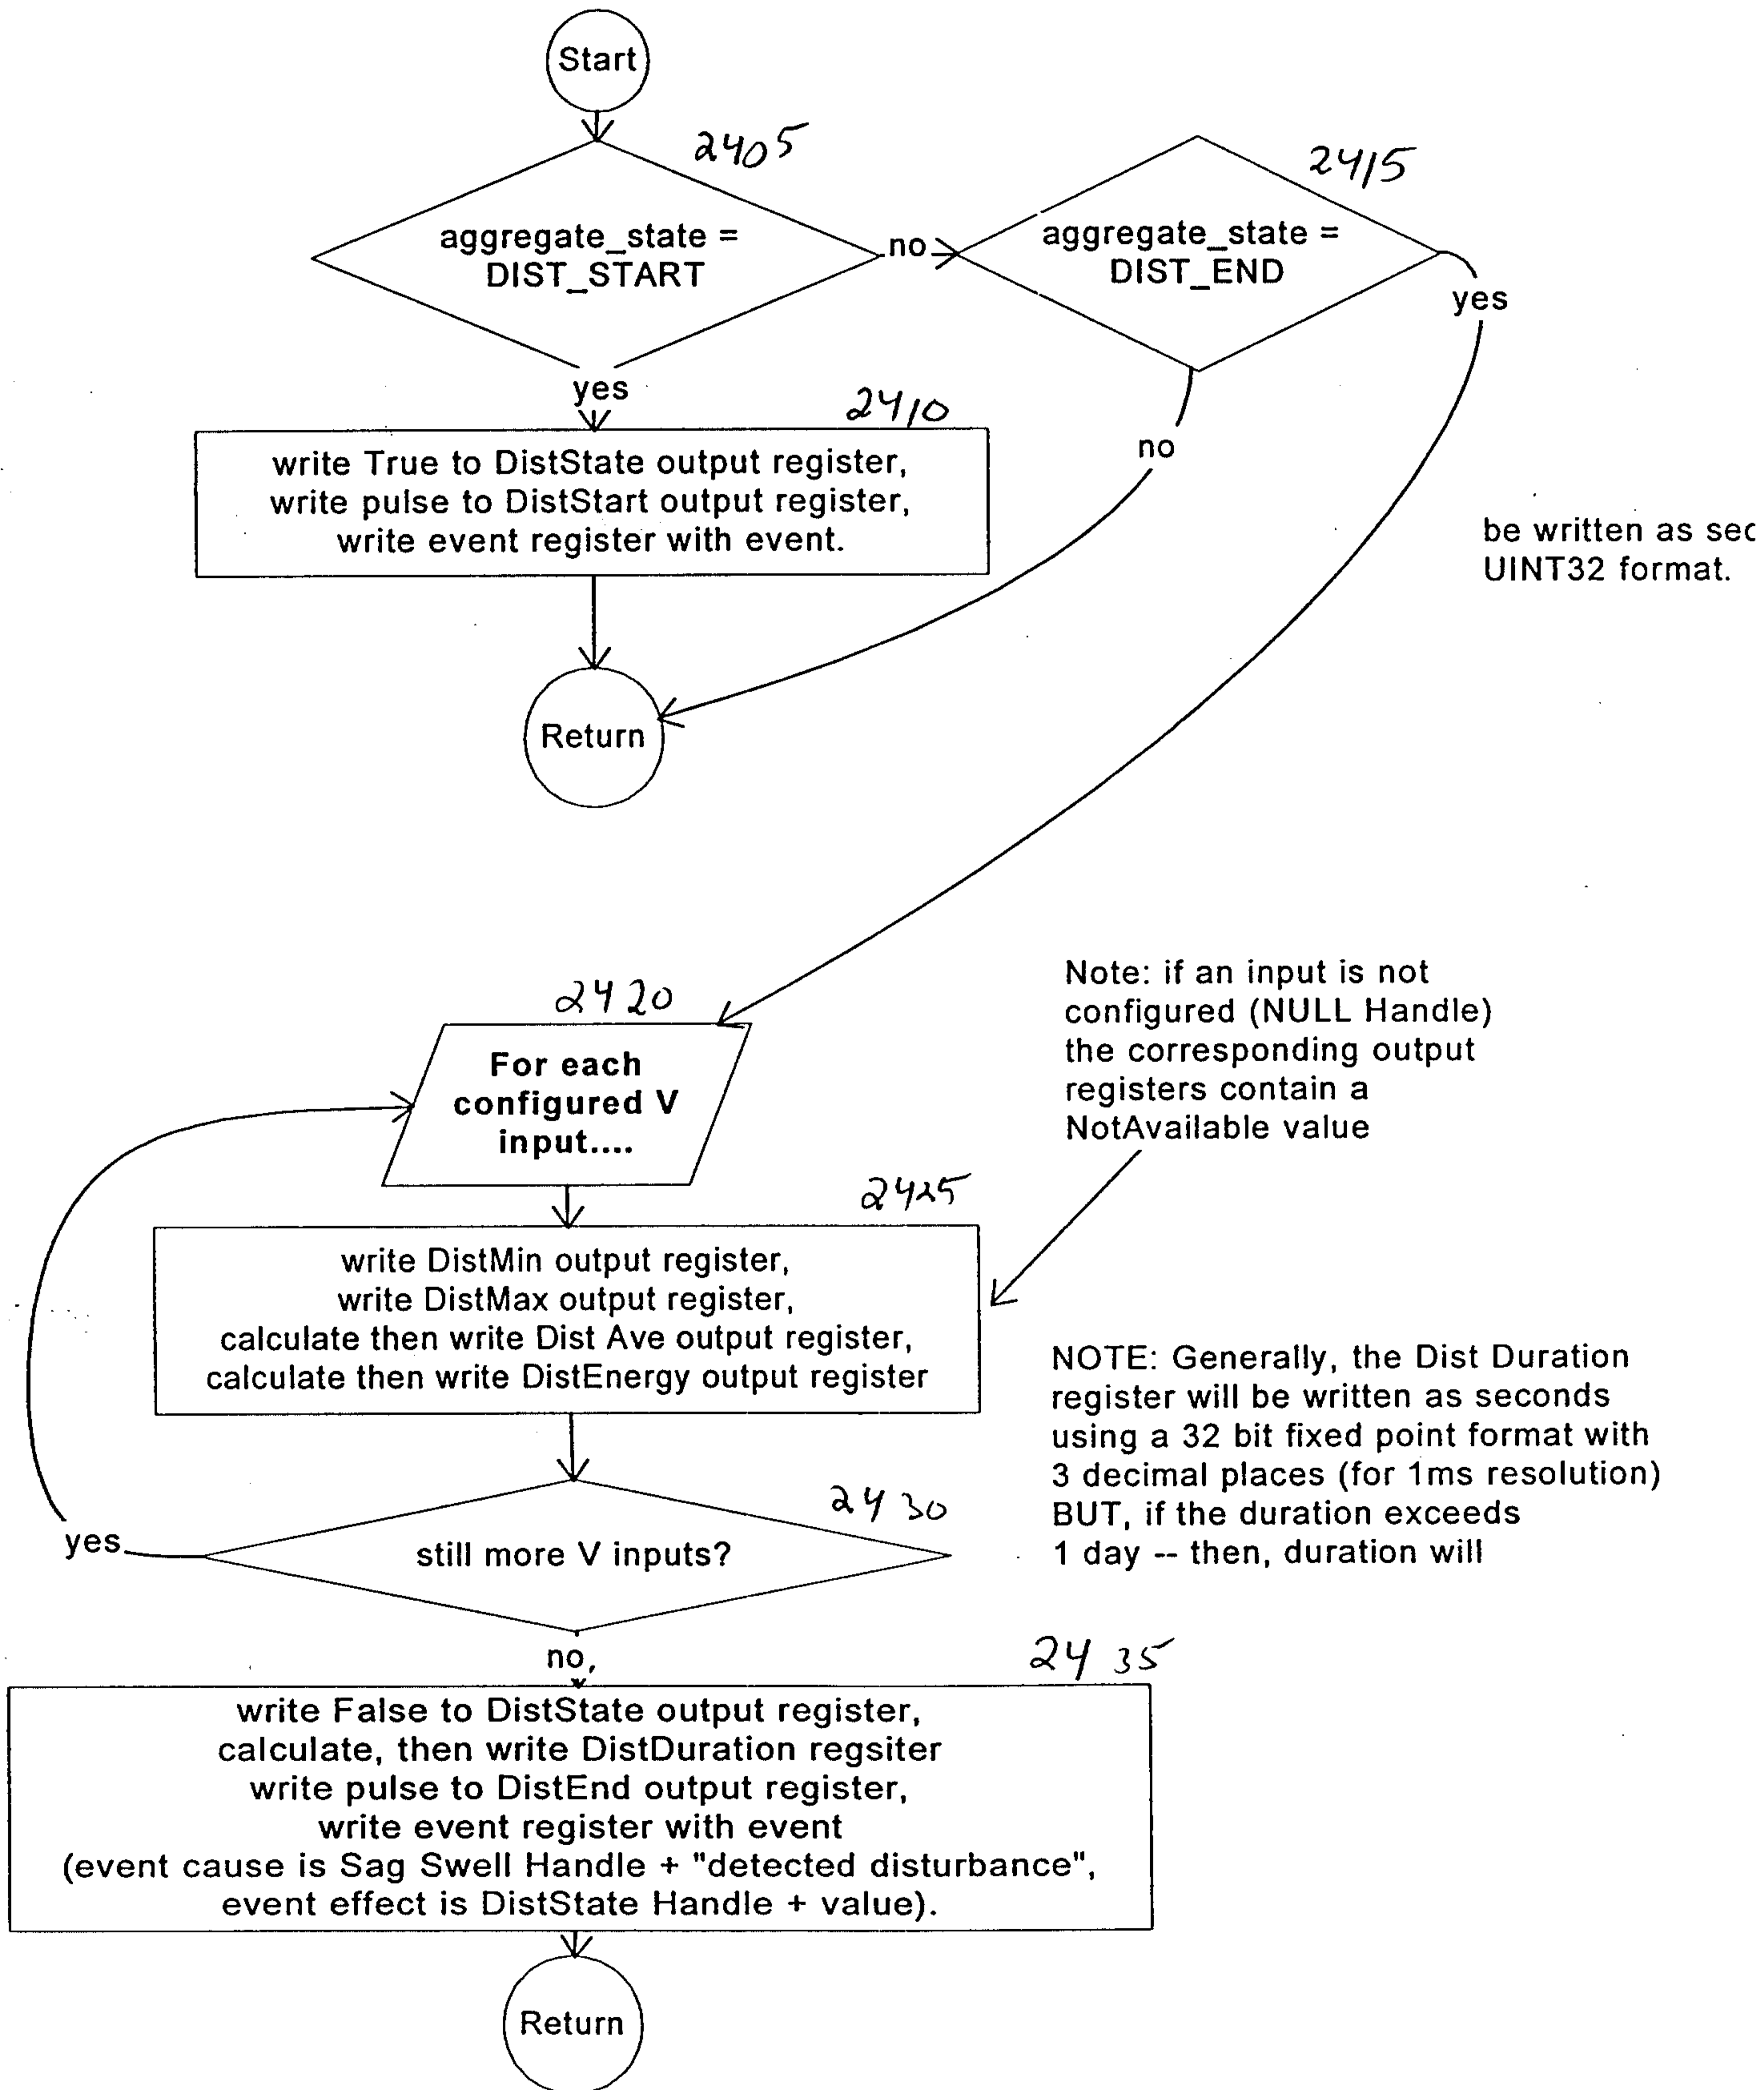 Start
2405
aggregate_state =
DIST_START
no
2415
aggregate_state =
DIST_END
yes
yes
no
2410
write True to DistState output register,
write pulse to DistStart output register,
write event register with event.
be written as sec
UINT32 format.
Return
2420
For each
configured V
input....
Note: if an input is not
configured (NULL Handle)
the corresponding output
registers contain a
NotAvailable value
2425
write DistMin output register,
write DistMax output register,
calculate then write Dist Ave output register,
calculate then write DistEnergy output register
NOTE: Generally, the Dist Duration
register will be written as seconds
using a 32 bit fixed point format with
3 decimal places (for 1ms resolution)
BUT, if the duration exceeds
1 day -- then, duration will
2430
still more V inputs?
yes
no,
2435
write False to DistState output register,
calculate, then write DistDuration regsiter
write pulse to DistEnd output register,
write event register with event
(event cause is Sag Swell Handle + "detected disturbance",
event effect is DistState Handle + value).
Return